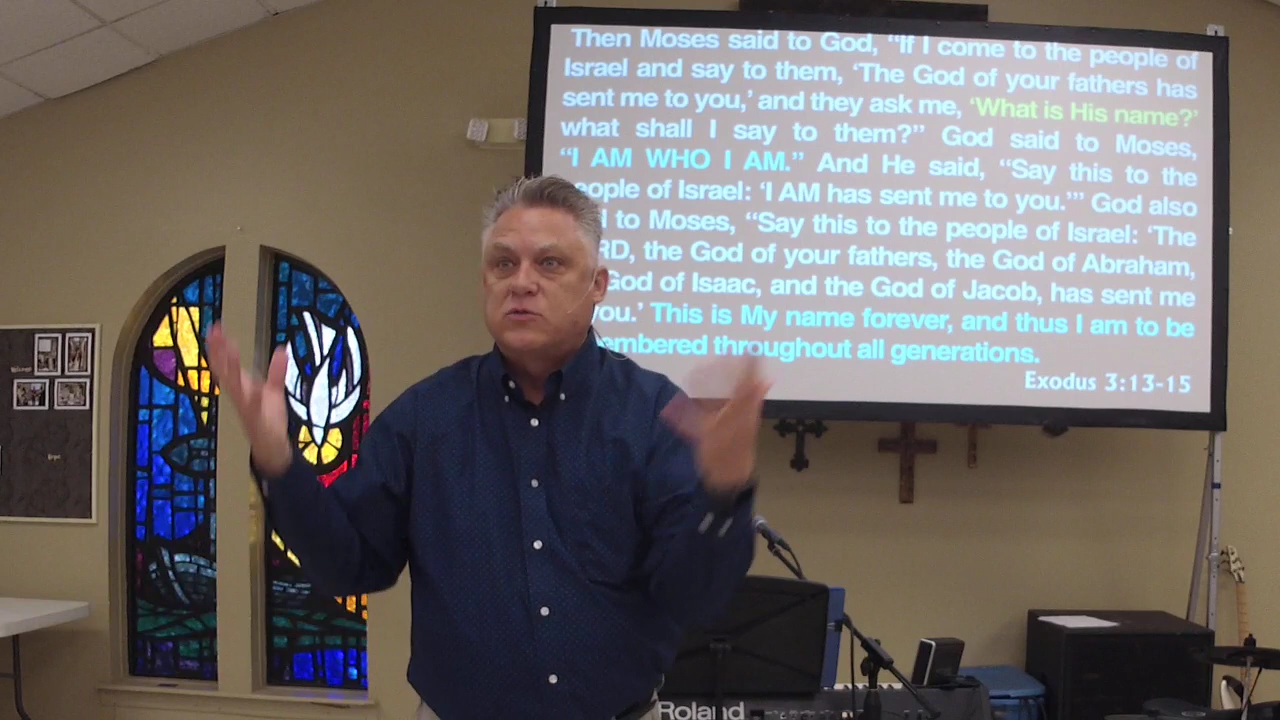 Then Moses said to God, “If I come to the people of
Israel and say to them, ‘The God of your fathers has
sent me to you,’ and they ask me, ‘What is His name?’
what shall I say to them?” God said to Moses,
“I AM WHO I AM.” And He said, “Say this to the
eople of Israel: ‘I AM has sent me to you.’” God also
d to Moses, “Say this to the people of Israel: ‘The
RD, the God of your fathers, the God of Abraham,
God of Isaac, and the God of Jacob, has sent me
you.’ This is My name forever, and thus I am to be
embered throughout all generations.
Exodus 3:13-15
Roland